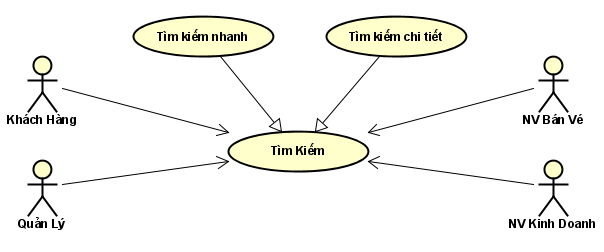 Tìm kiếm nhanh
Tìm kiếm chi tiết
Khách Hàng
NV Bán Vé
Tìm Kiếm
Quản Lý
NV Kinh Doanh